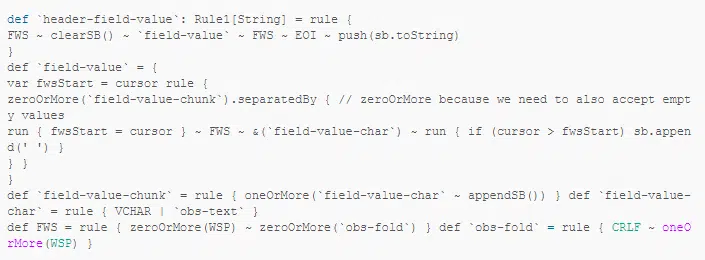 def `header-field-value`: Rule1[String] = rule {
FWS ~ clearSB() ~ `field-value` ~ FWS ~ EOI ~ push(sb.toString)
}
def `field-value` = {
var fwsStart = cursor rule {
zeroOrMore(`field-value-chunk`).separatedBy { // zeroOrMore because we need to also accept empt
y values
run { fwsStart = cursor } ~ FWS ~ &(`field-value-char`) ~ run { if (cursor > fwsStart) sb.appen
d(' ') }
} }
}
def `field-value-chunk` = rule { oneOrMore(`field-value-char` ~ appendSB()) } def `field-value-
char` = rule { VCHAR | `obs-text` }
def FWS = rule { zeroOrMore(WSP) ~ zeroOrMore(`obs-fold`) } def `obs-fold` = rule { CRLF ~ oneO
rMore(WSP) }